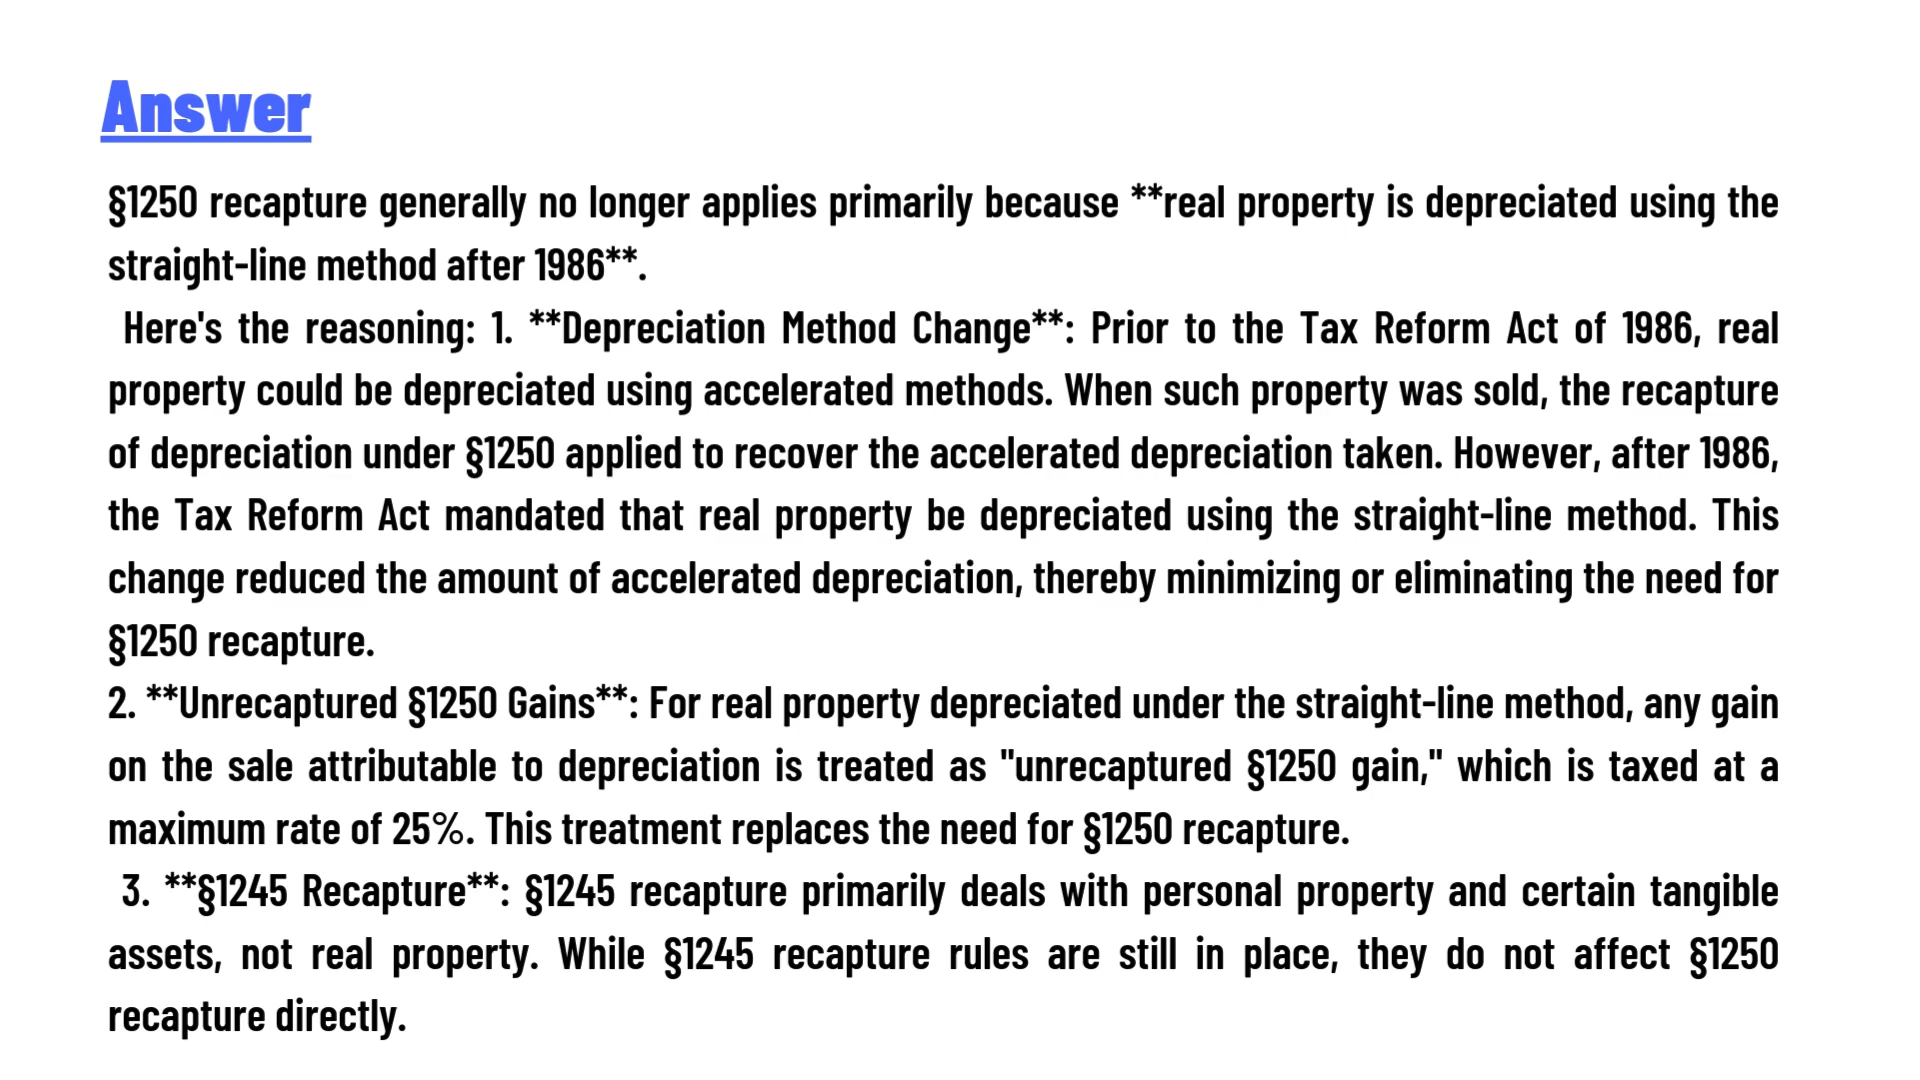 Answer
§1250 recapture generally no longer applies primarily because **real property is depreciated using the
straight-line method after 1986**.
Here's the reasoning: 1. **Depreciation Method Change**: Prior to the Tax Reform Act of 1986, real
property could be depreciated using accelerated methods. When such property was sold, the recapture
of depreciation under §1250 applied to recover the accelerated depreciation taken. However, after 1986,
the Tax Reform Act mandated that real property be depreciated using the straight-line method. This
change reduced the amount of accelerated depreciation, thereby minimizing or eliminating the need for
§1250 recapture.
2. **Unrecaptured §1250 Gains**: For real property depreciated under the straight-line method, any gain
on the sale attributable to depreciation is treated as "unrecaptured §1250 gain," which is taxed at a
maximum rate of 25%. This treatment replaces the need for §1250 recapture.
3. **§1245 Recapture**: §1245 recapture primarily deals with personal property and certain tangible
assets, not real property. While §1245 recapture rules are still in place, they do not affect §1250
recapture directly.